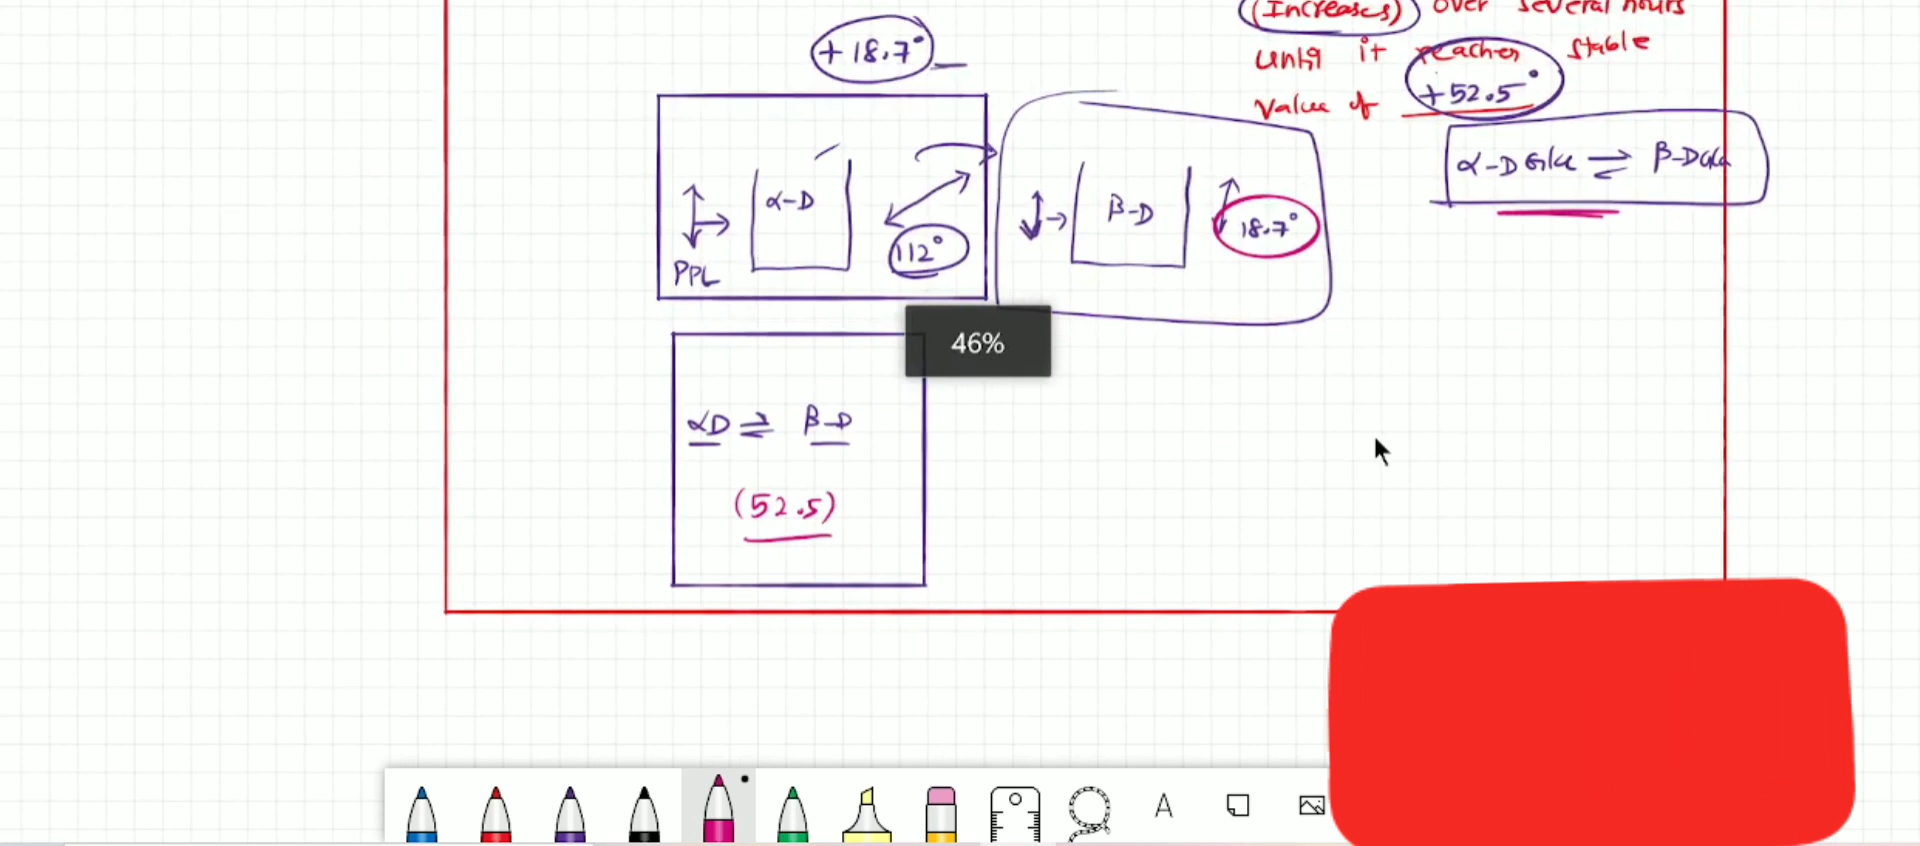 (Increases) over several hours
until it reaches stable
value of +52.5°
+18.7°
α-D Glu ⇌ β-D Glu
α-D
112°
PPL
β-D
18.7°
46%
αD ⇌ β-D
(52.5)
A